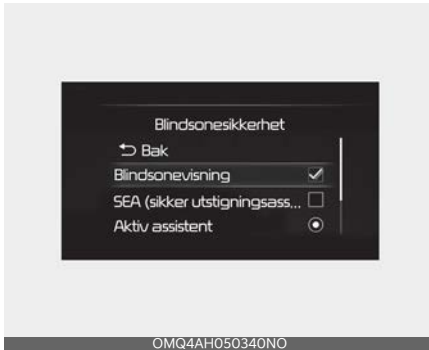 Blindsonesikkerhet
Bak
Blindsonevisning
SEA (sikker utstigningsass...
Aktiv assistent
OMQ4AH050340NO